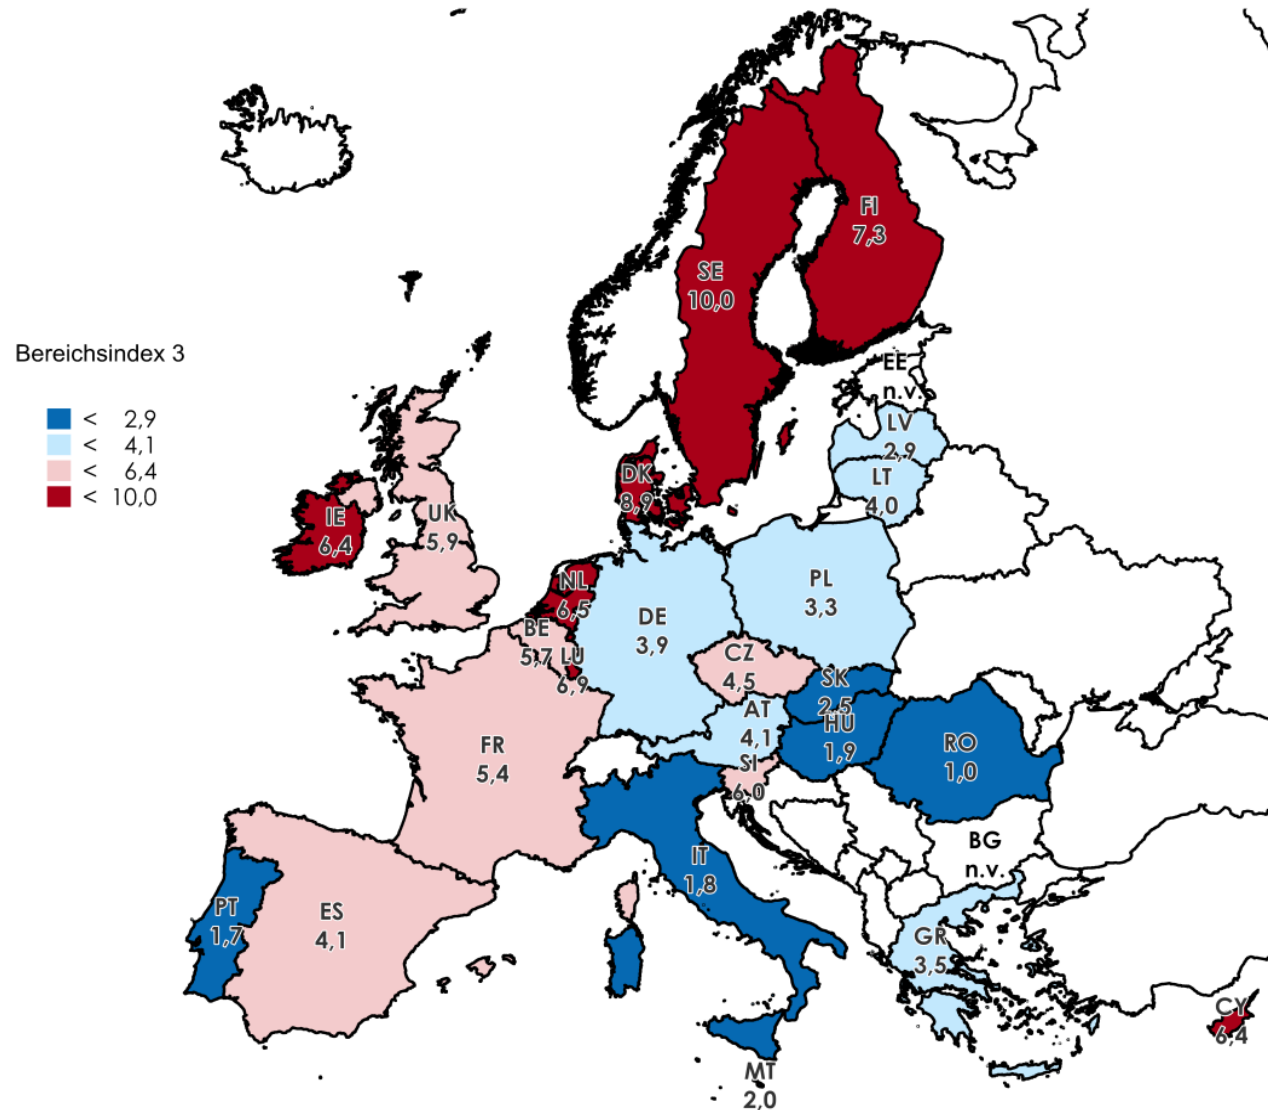 FI
7,3
SE
10,0
Bereichsindex 3
< 2,9
< 4,1
< 6,4
< 10,0
EE
n.v.
LV
2,9
LT
4,0
DK
8,9
IE
6,4
UK
5,9
NL
6,5
PL
3,3
DE
3,9
BE
5,7
LU
6,9
CZ
4,5
SK
2,5
AT
4,1
HU
1,9
FR
5,4
RO
1,0
SI
6,0
BG
n.v.
IT
1,8
PT
1,7
ES
4,1
GR
3,5
CY
6,4
MT
2,0